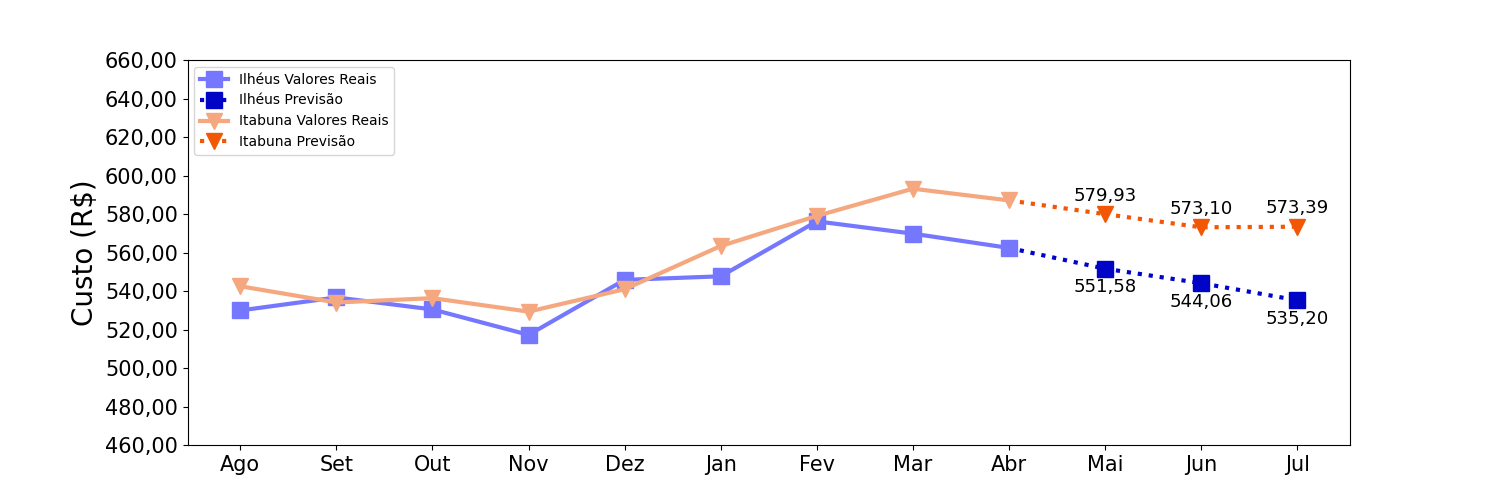 660,00
640,00
620,00
600,00
580,00
560,00
540,00
520,00
500,00
480,00
460,00
Custo (R$)
Ilhéus Valores Reais
Ilhéus Previsão
Itabuna Valores Reais
Itabuna Previsão
579,93
573,10
573,39
551,58
544,06
535,20
Ago Set Out Nov Dez Jan Fev Mar Abr Mai Jun Jul